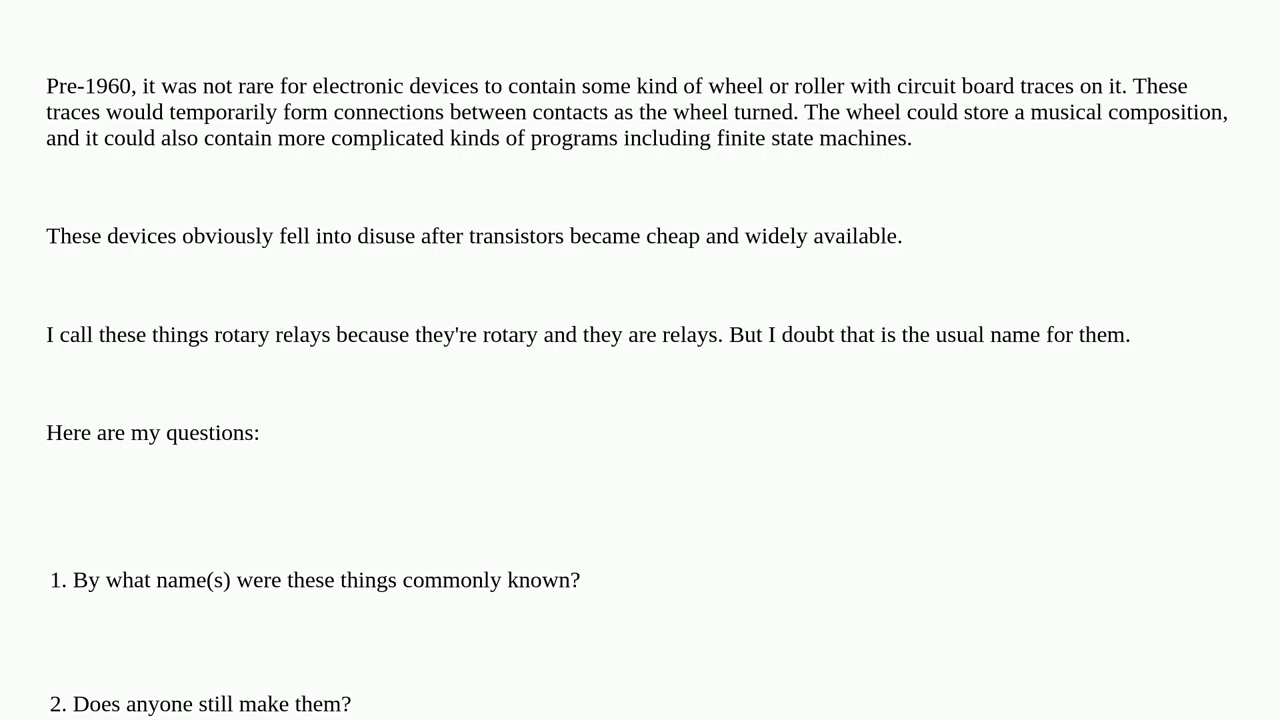 Pre-1960, it was not rare for electronic devices to contain some kind of wheel or roller with circuit board traces on it. These
traces would temporarily form connections between contacts as the wheel turned. The wheel could store a musical composition,
and it could also contain more complicated kinds of programs including finite state machines.
These devices obviously fell into disuse after transistors became cheap and widely available.
I call these things rotary relays because they're rotary and they are relays. But I doubt that is the usual name for them.
Here are my questions:
1. By what name(s) were these things commonly known?
2. Does anyone still make them?